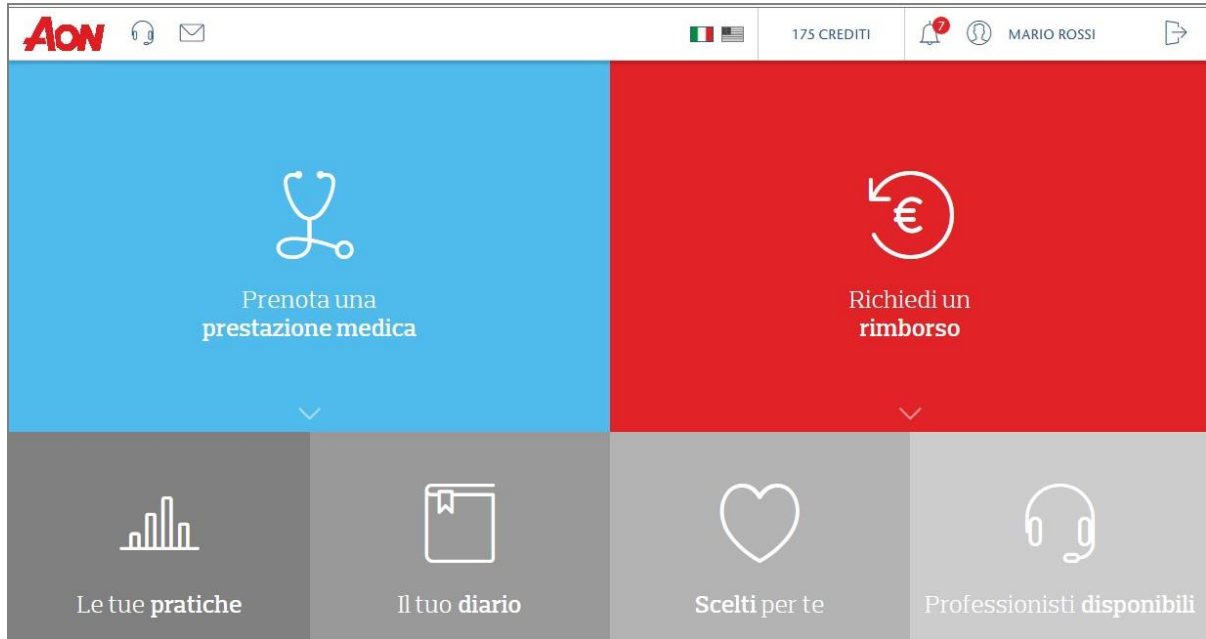 AON
175 CREDITI
7
MARIO ROSSI
€
Prenota una
prestazione medica
Richiedi un
rimborso
Le tue pratiche
Il tuo diario
Scelti per te
Professionisti disponibili